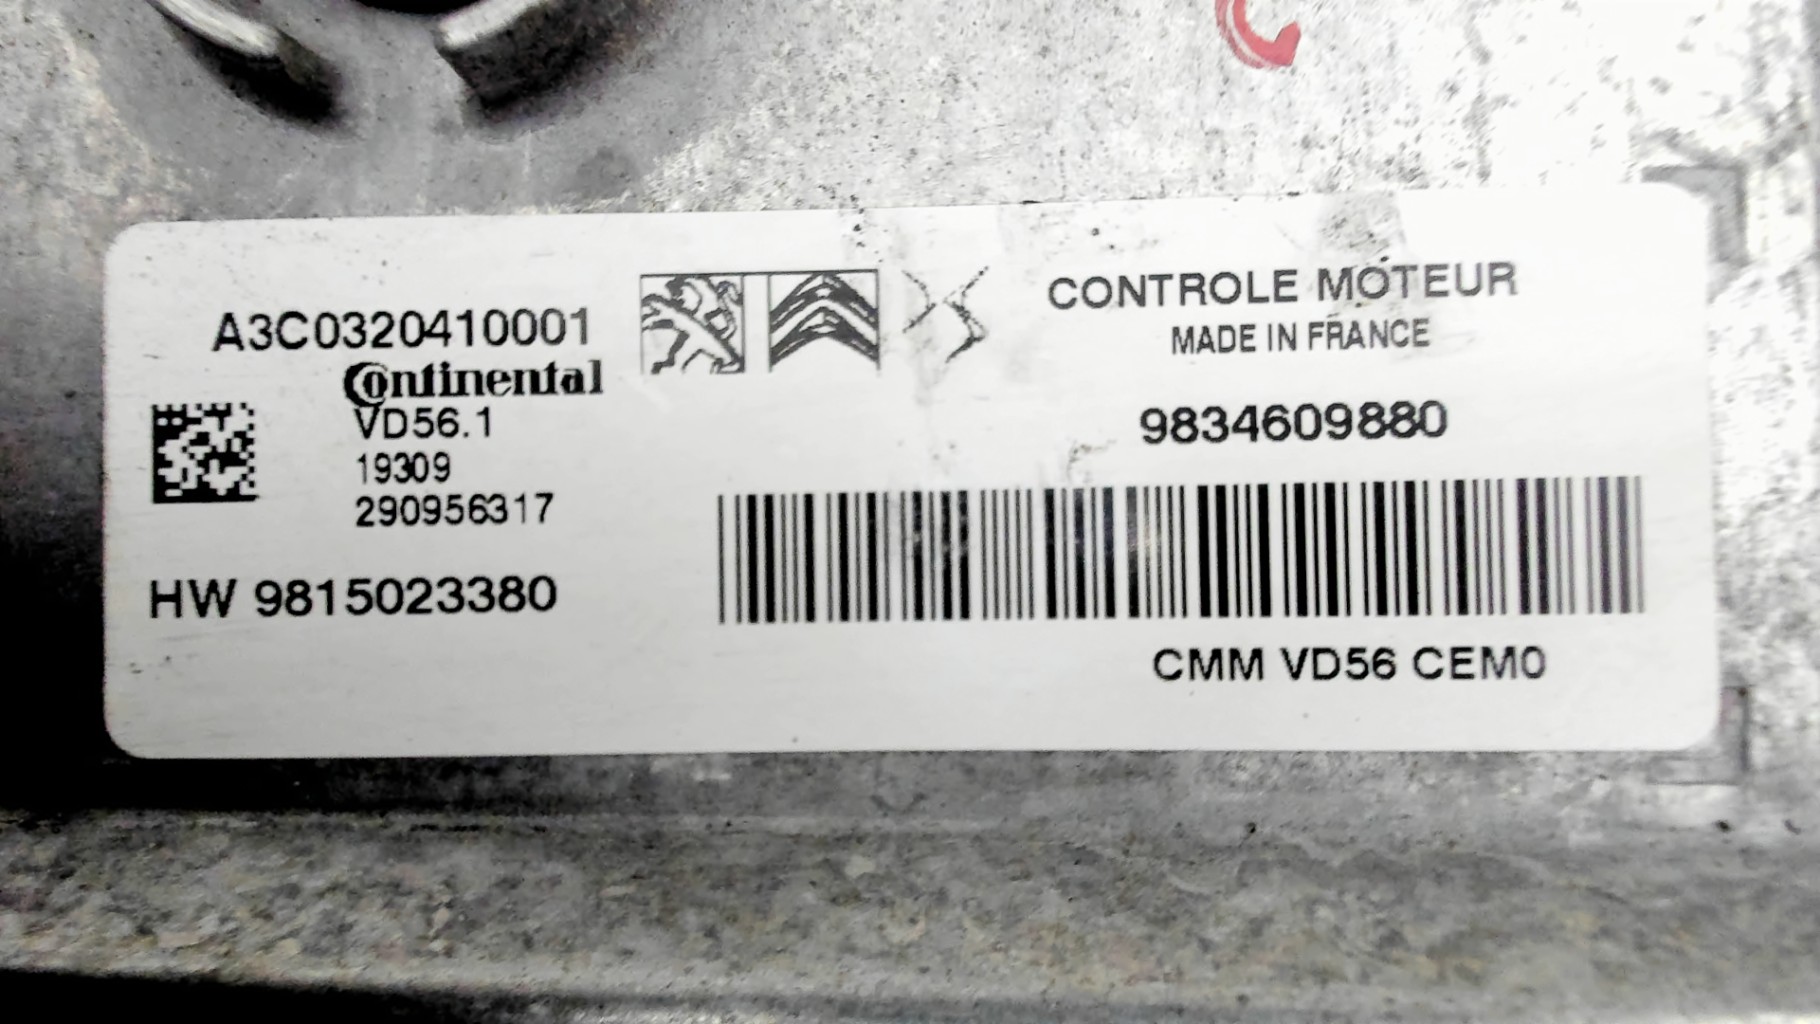 A3C0320410001
Continental
VD56.1
19309
290956317
HW 9815023380
CONTROLE MOTEUR
MADE IN FRANCE
9834609880
CMM VD56 CEM0